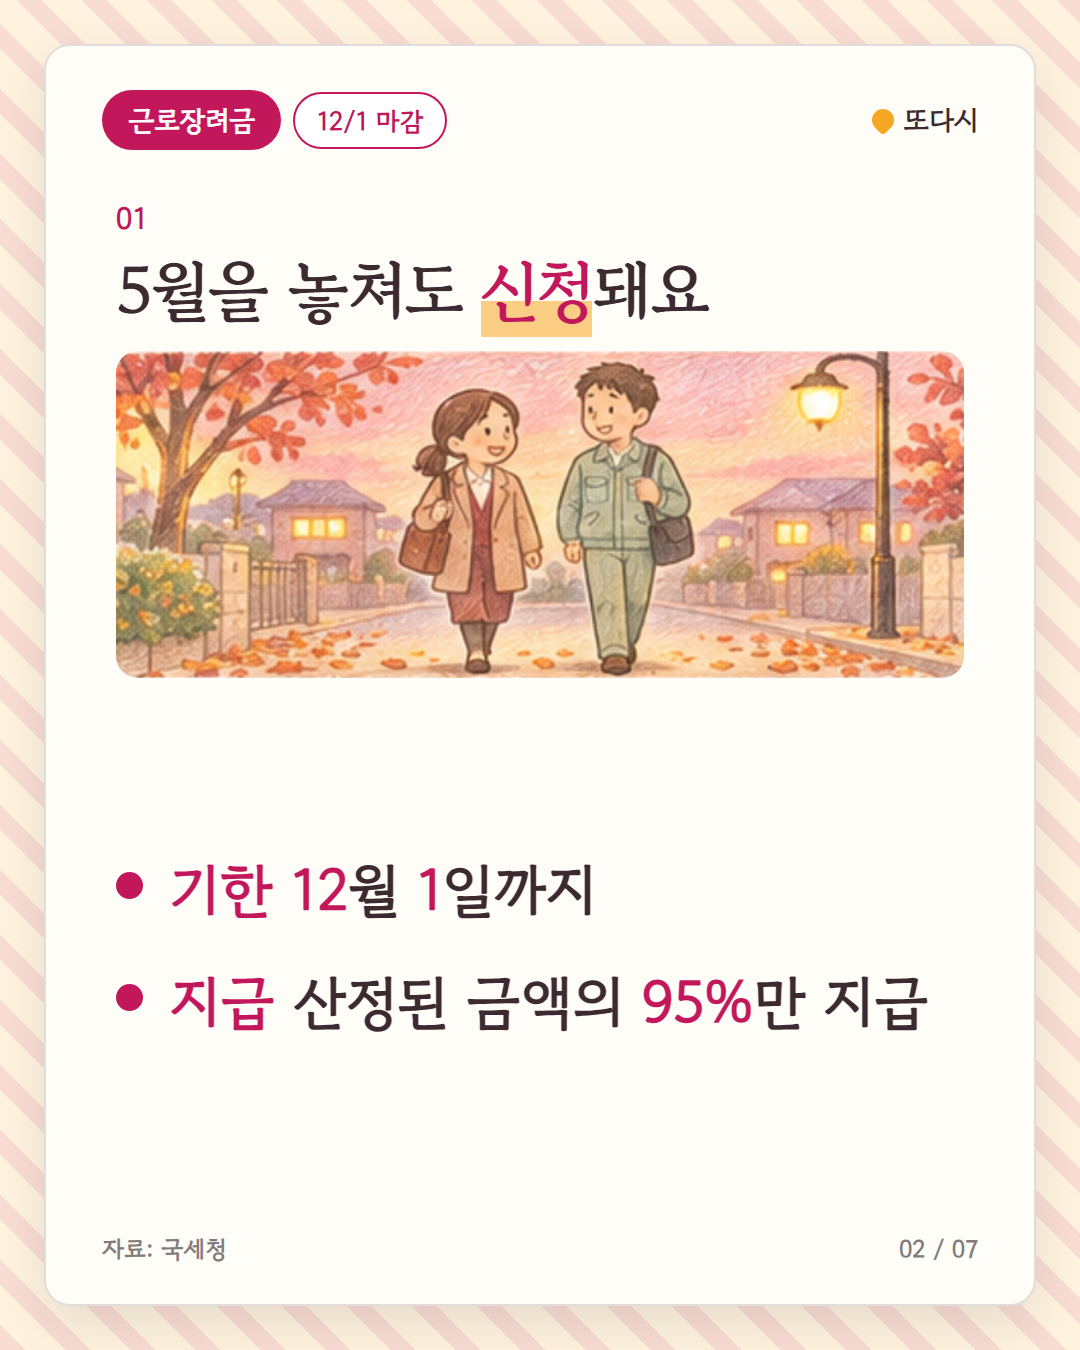 근로장려금
12/1 마감
또다시
01
5월을 놓쳐도 신청돼요
기한 12월 1일까지
지급 산정된 금액의 95%만 지급
자료: 국세청
02 / 07